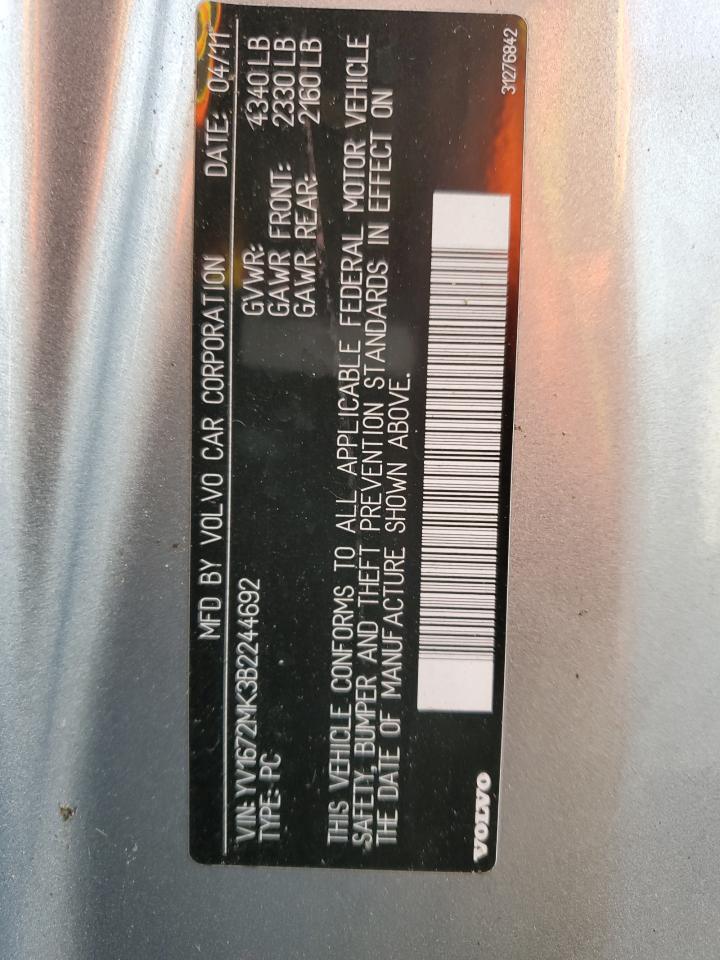 MFD BY VOLVO CAR CORPORATION DATE: 04/11
VIN: YV1672MK3B2244692 GVWR: 4340 LB
TYPE: PC GAWR FRONT: 2330 LB
GAWR REAR: 2160 LB
THIS VEHICLE CONFORMS TO ALL APPLICABLE FEDERAL MOTOR VEHICLE
SAFETY, BUMPER AND THEFT PREVENTION STANDARDS IN EFFECT ON
THE DATE OF MANUFACTURE SHOWN ABOVE.
VOLVO 31276842